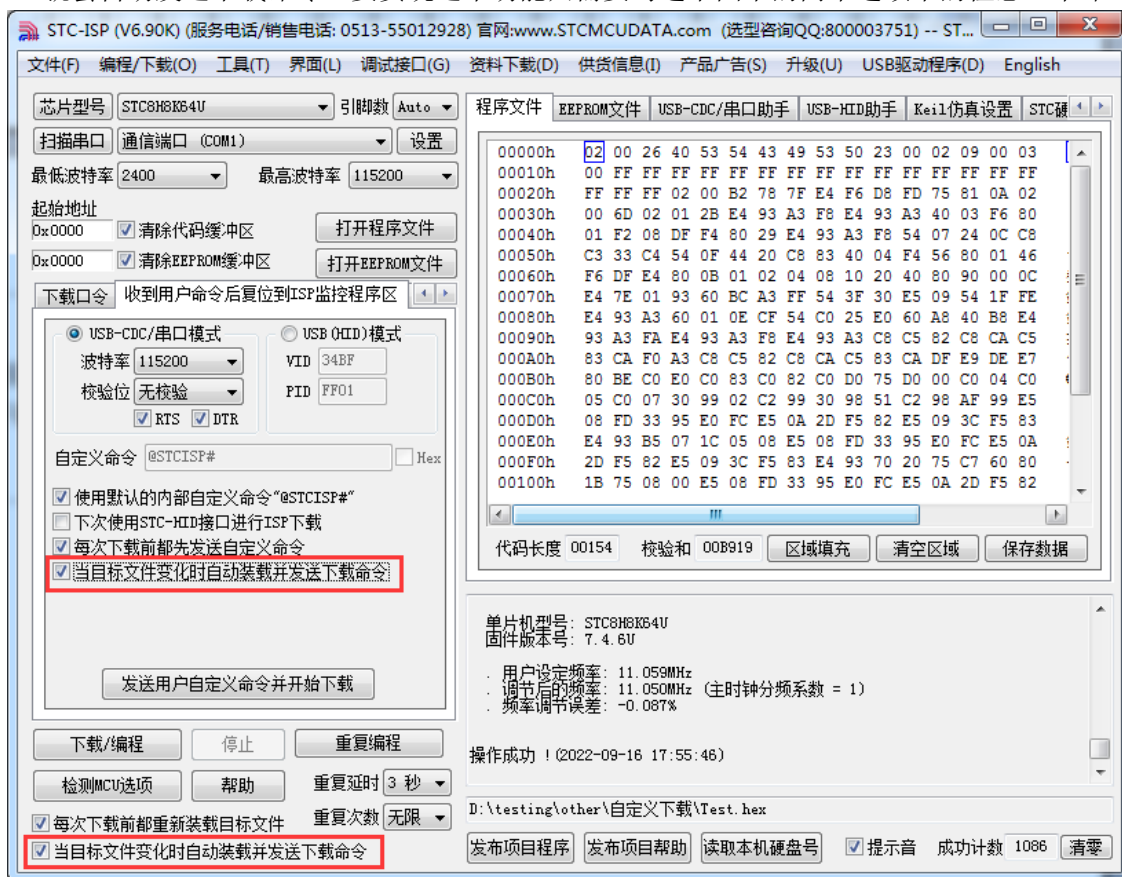 STC-ISP (V6.90K) (服务电话/销售电话: 0513-55012928) 官网:www.STCMCUDATA.com (选型咨询QQ:800003751) -- ST...
文件(F) 编程/下载(O) 工具(T) 界面(L) 调试接口(G) 资料下载(D) 供货信息(I) 产品广告(S) 升级(U) USB驱动程序(D) English
芯片型号 STC8H8K64U 引脚数 Auto
扫描串口 通信端口 (COM1) 设置
最低波特率 2400 最高波特率 115200
起始地址
0x0000 清除代码缓冲区 打开程序文件
0x0000 清除EEPROM缓冲区 打开EEPROM文件
下载口令 收到用户命令后复位到ISP监控程序区
USB-CDC/串口模式 USB(HID)模式
波特率 115200 VID 34BF
校验位 无校验 PID FF01
RTS DTR
自定义命令 @STCISP# Hex
使用默认的内部自定义命令"@STCISP#"
下次使用STC-HID接口进行ISP下载
每次下载前都先发送自定义命令
当目标文件变化时自动装载并发送下载命令
发送用户自定义命令并开始下载
下载/编程 停止 重复编程
检测MCU选项 帮助 重复延时 3 秒
每次下载前都重新装载目标文件 重复次数 无限
当目标文件变化时自动装载并发送下载命令
程序文件 EEPROM文件 USB-CDC/串口助手 USB-HID助手 Keil仿真设置 STC硬
00000h 02 00 26 40 53 54 43 49 53 50 23 00 02 09 00 03
00010h 00 FF FF FF FF FF FF FF FF FF FF FF FF FF FF FF
00020h FF FF FF 02 00 B2 78 7F E4 F6 D8 FD 75 81 0A 02
00030h 00 6D 02 01 2B E4 93 A3 F8 E4 93 A3 40 03 F6 80
00040h 01 F2 08 DF F4 80 29 E4 93 A3 F8 54 07 24 0C C8
00050h C3 33 C4 54 0F 44 20 C8 83 40 04 F4 56 80 01 46
00060h F6 DF E4 80 0B 01 02 04 08 10 20 40 80 90 00 0C
00070h E4 7E 01 93 60 BC A3 FF 54 3F 30 E5 09 54 1F FE
00080h E4 93 A3 60 01 0E CF 54 C0 25 E0 60 A8 40 B8 E4
00090h 93 A3 FA E4 93 A3 F8 E4 93 A3 C8 C5 82 C8 CA C5
000A0h 83 CA F0 A3 C8 C5 82 C8 CA C5 83 CA DF E9 DE E7
000B0h 80 BE C0 E0 C0 83 C0 82 C0 D0 75 D0 00 C0 04 C0
000C0h 05 C0 07 30 99 02 C2 99 30 98 51 C2 98 AF 99 E5
000D0h 08 FD 33 95 E0 FC E5 0A 2D F5 82 E5 09 3C F5 83
000E0h E4 93 B5 07 1C 05 08 E5 08 FD 33 95 E0 FC E5 0A
000F0h 2D F5 82 E5 09 3C F5 83 E4 93 70 20 75 C7 60 80
00100h 1B 75 08 00 E5 08 FD 33 95 E0 FC E5 0A 2D F5 82
代码长度 00154 校验和 00B919 区域填充 清空区域 保存数据
单片机型号: STC8H8K64U
固件版本号: 7.4.6U
. 用户设定频率: 11.059MHz
. 调节后的频率: 11.050MHz (主时钟分频系数 = 1)
. 频率调节误差: -0.087%
操作成功 !(2022-09-16 17:55:46)
D:\testing\other\自定义下载\Test.hex
发布项目程序 发布项目帮助 读取本机硬盘号 提示音 成功计数 1086 清零